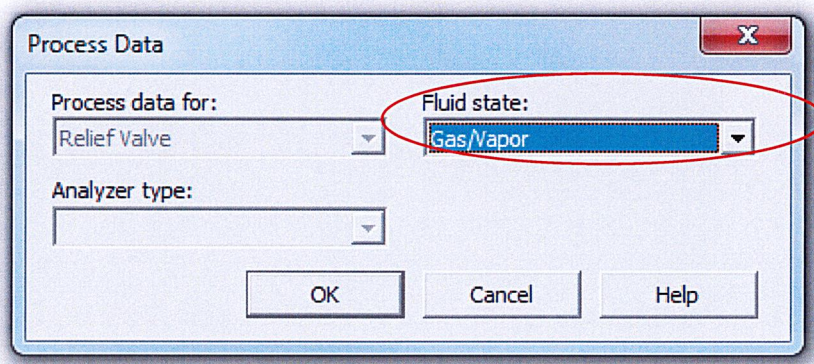 Process Data
Process data for:
Fluid state:
Relief Valve
Gas/Vapor
Analyzer type:
OK
Cancel
Help